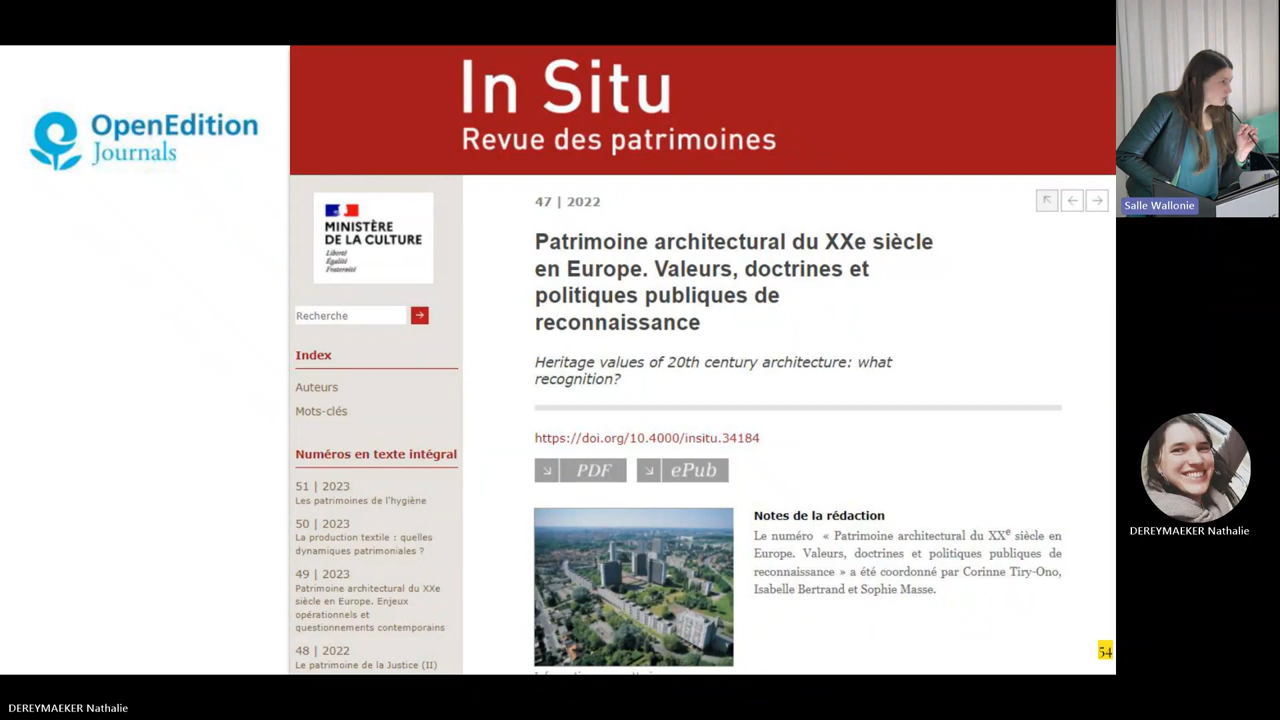 OpenEdition
Journals
In Situ
Revue des patrimoines
MINISTÈRE
DE LA CULTURE
Liberté
Égalité
Fraternité
Recherche
Index
Auteurs
Mots-clés
Numéros en texte intégral
51 | 2023
Les patrimoines de l'hygiène
50 | 2023
La production textile : quelles
dynamiques patrimoniales ?
49 | 2023
Patrimoine architectural du XXe
siècle en Europe. Enjeux
opérationnels et
questionnements contemporains
48 | 2022
Le patrimoine de la Justice (II)
47 | 2022
Patrimoine architectural du XXe siècle
en Europe. Valeurs, doctrines et
politiques publiques de
reconnaissance
Heritage values of 20th century architecture: what
recognition?
https://doi.org/10.4000/insitu.34184
PDF
ePub
Notes de la rédaction
Le numéro « Patrimoine architectural du XXe siècle en
Europe. Valeurs, doctrines et politiques publiques de
reconnaissance » a été coordonné par Corinne Tiry-Ono,
Isabelle Bertrand et Sophie Masse.
54
Salle Wallonie
DEREYMAEKER Nathalie
DEREYMAEKER Nathalie